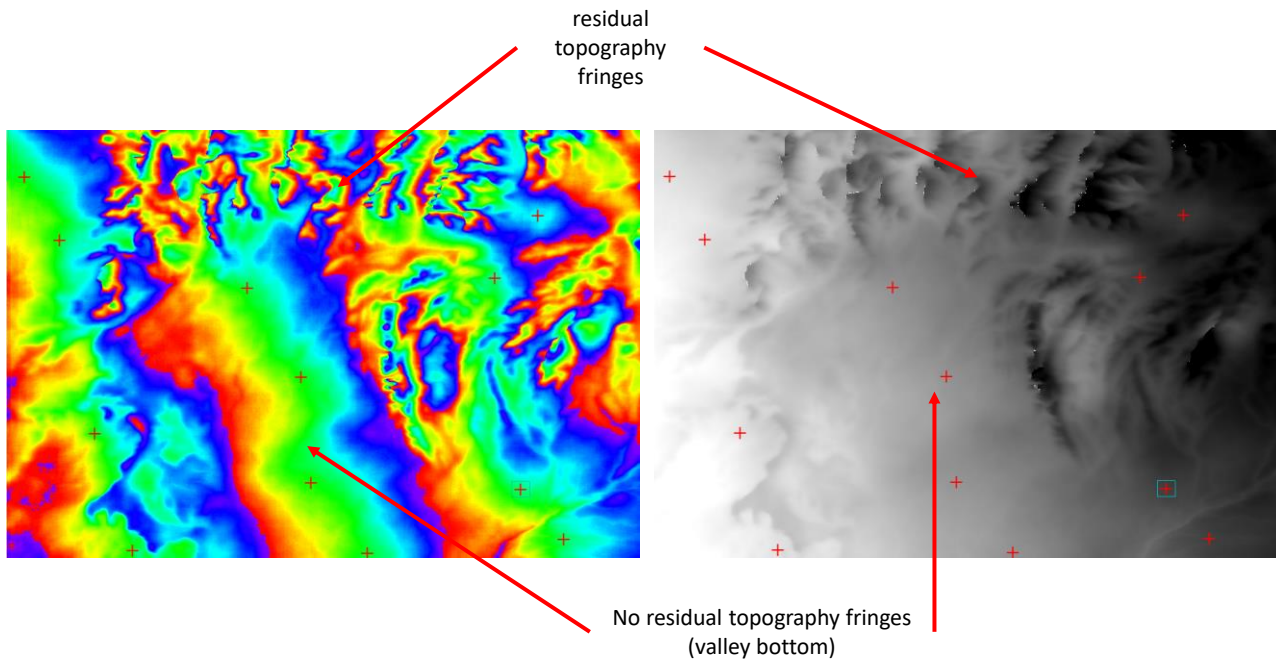 residual
topography
fringes
No residual topography fringes
(valley bottom)